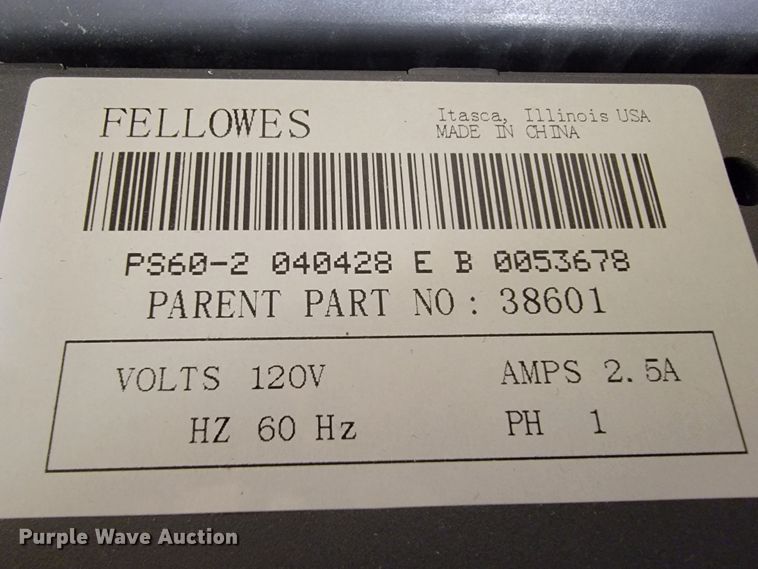 FELLOWES
Itasca, Illinois USA
MADE IN CHINA
PS60-2 040428 E B 0053678
PARENT PART NO: 38601
VOLTS 120V AMPS 2.5A
HZ 60 Hz PH 1
Purple Wave Auction